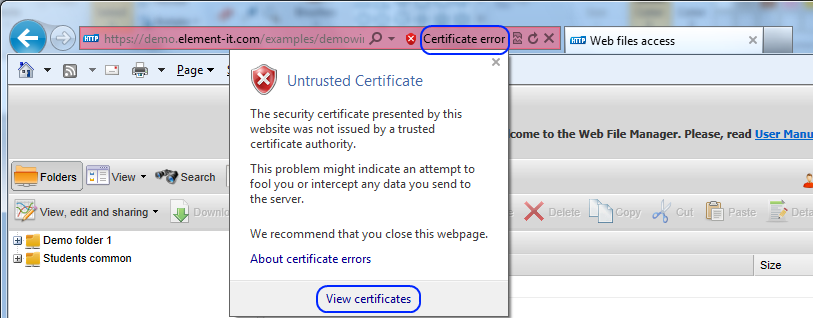 HTTP https://demo.element-it.com/examples/demowi Certificate error
HTTP Web files access
Page
Untrusted Certificate
The security certificate presented by this
website was not issued by a trusted
certificate authority.
This problem might indicate an attempt to
fool you or intercept any data you send to
the server.
We recommend that you close this webpage.
About certificate errors
View certificates
come to the Web File Manager. Please, read User Manu
Folders View Search
View, edit and sharing Downlo Delete Copy Cut Paste Deta
Demo folder 1
Students common
Size